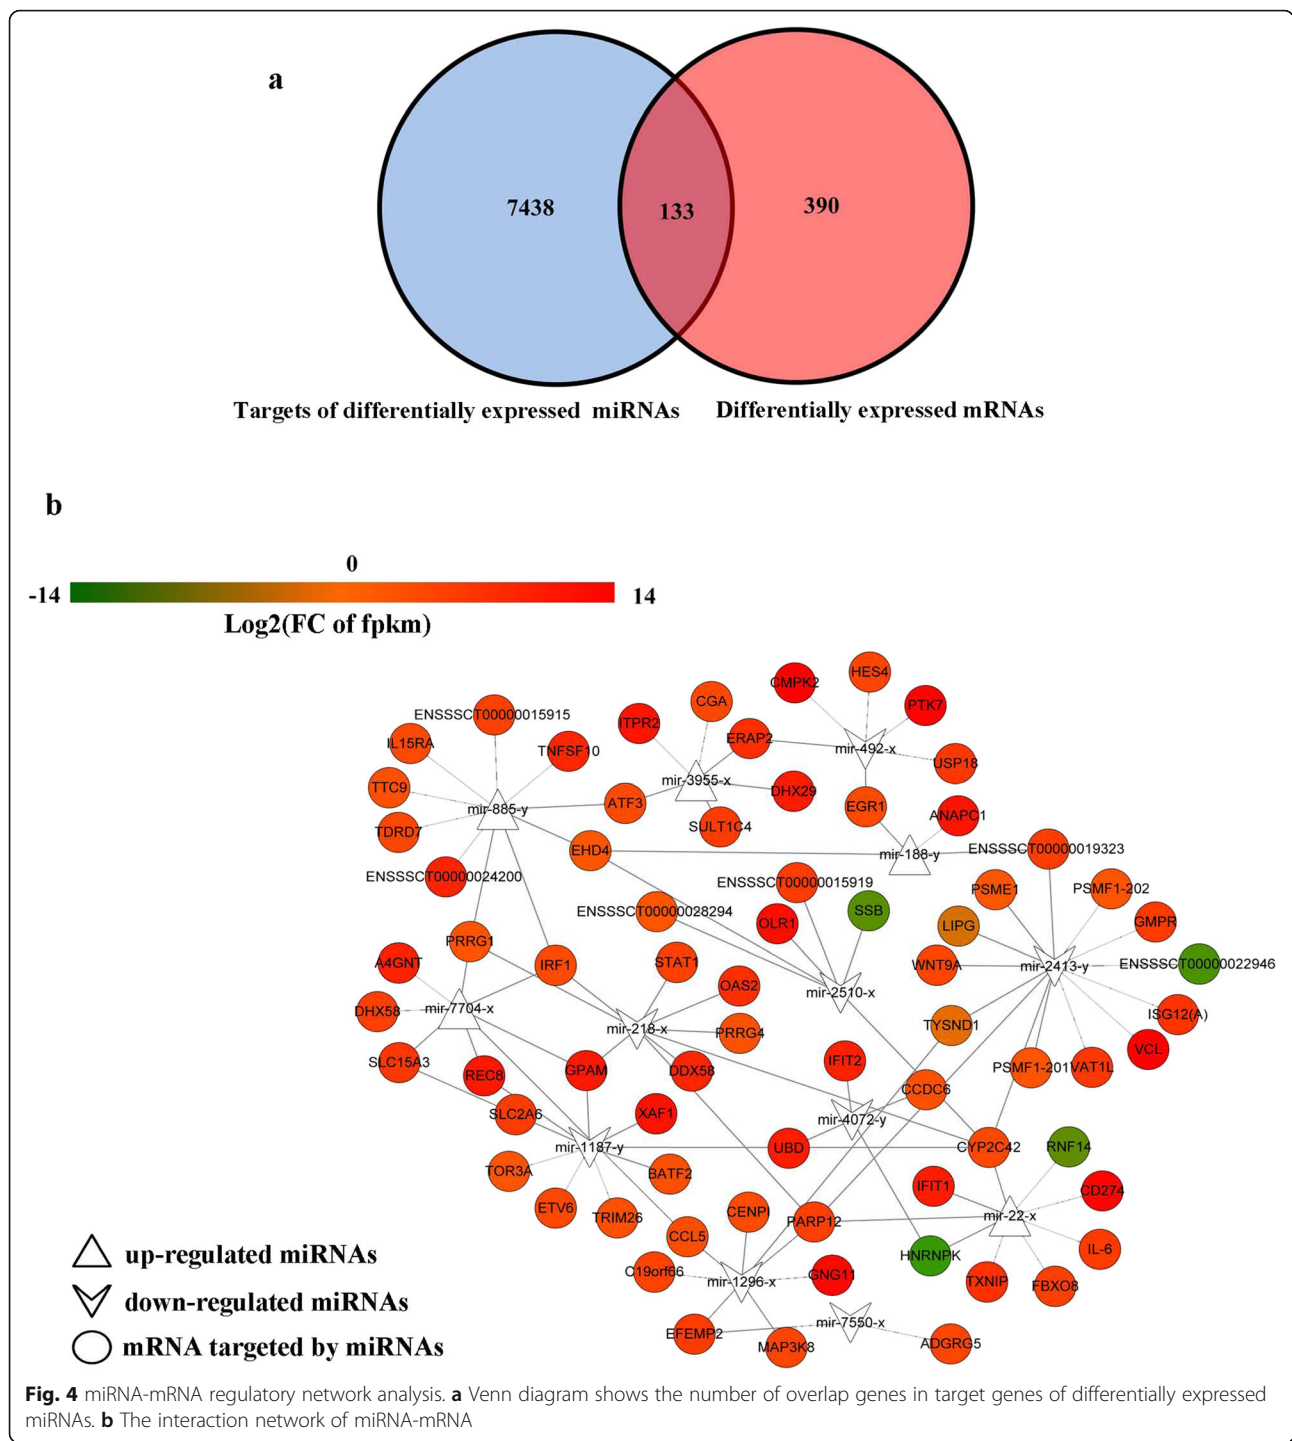 a
7438
133
390
Targets of differentially expressed miRNAs
Differentially expressed mRNAs
b
0
-14
14
Log2(FC of fpkm)
CMPK2
HES4
PTK7
CGA
ITPR2
ERAP2
mir-492-x
USP18
ENSSSCT00000015915
IL15RA
TNFSF10
TTC9
mir-885-y
TDRD7
ENSSSCT00000024200
mir-3955-x
DHX29
ATF3
SULT1C4
EGR1
ANAPC1
EHD4
mir-188-y
ENSSSCT00000019323
ENSSSCT00000015919
ENSSSCT00000028294
OLR1
SSB
PSME1
PSMF1-202
LIPG
GMPR
WNT9A
mir-2413-y
ENSSSCT00000022946
PRRG1
A4GNT
IRF1
STAT1
OAS2
mir-2510-x
DHX58
mir-7704-x
mir-218-x
PRRG4
TYSND1
ISG12(A)
VCL
SLC15A3
REC8
GPAM
DDX58
IFIT2
CCDC6
PSMF1-201
VAT1L
SLC2A6
XAF1
mir-4072-y
mir-1187-y
UBD
CYP2C42
RNF14
TOR3A
BATF2
IFIT1
CD274
ETV6
TRIM26
CENPI
PARP12
mir-22-x
CCL5
HNRNPK
IL-6
C19orf66
mir-1296-x
GNG11
TXNIP
FBXO8
EFEMP2
mir-7550-x
MAP3K8
ADGRG5
up-regulated miRNAs
down-regulated miRNAs
mRNA targeted by miRNAs
Fig. 4 miRNA-mRNA regulatory network analysis. a Venn diagram shows the number of overlap genes in target genes of differentially expressed
miRNAs. b The interaction network of miRNA-mRNA